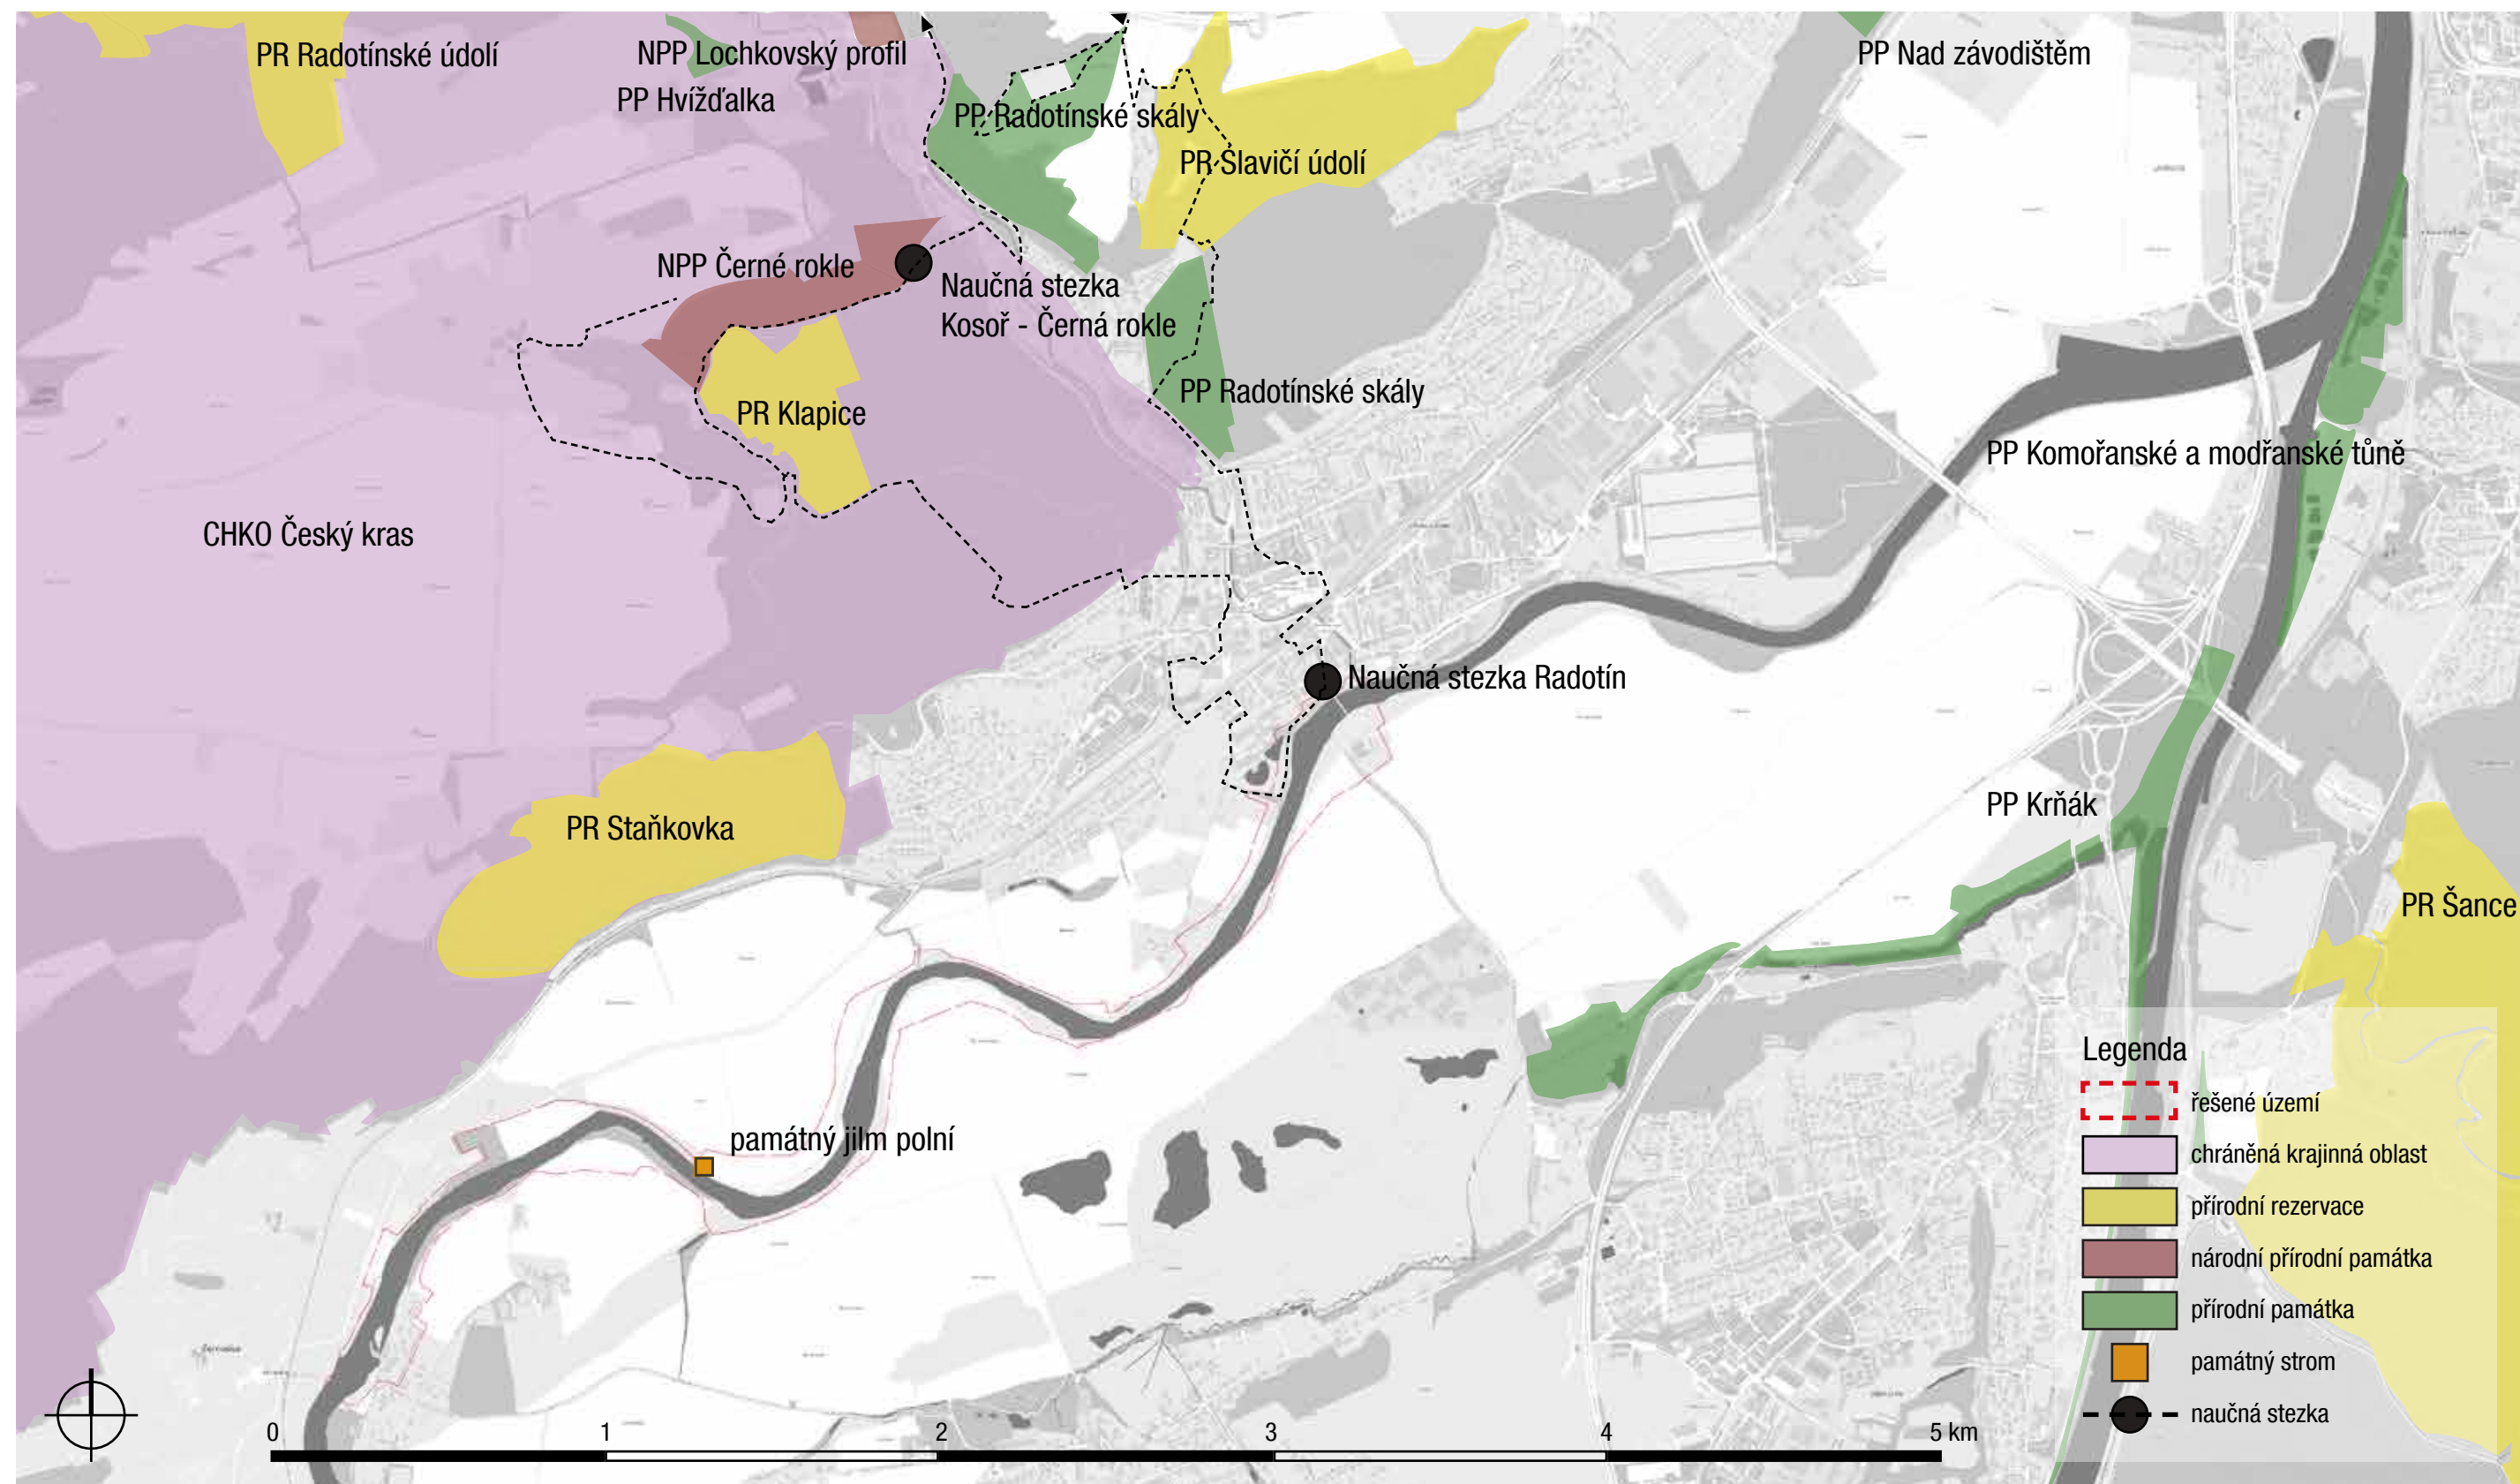 PR Radotínské údolí
NPP Lochkovský profil
PP Nad závodištěm
PP Hvížďalka
PP Radotínské skály
PR Slavičí údolí
NPP Černé rokle
Naučná stezka
Kosoř - Černá rokle
PP Radotínské skály
PR Klapice
PP Komořanské a modřanské tůně
CHKO Český kras
Naučná stezka Radotín
PP Krňák
PR Staňkovka
PR Šance
památný jilm polní
Legenda
řešené území
chráněná krajinná oblast
přírodní rezervace
národní přírodní památka
přírodní památka
památný strom
naučná stezka
0 1 2 3 4 5 km